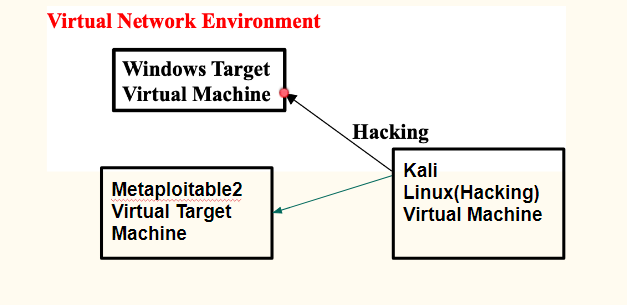 Virtual Network Environment
Windows Target
Virtual Machine
Hacking
Kali
Linux(Hacking)
Virtual Machine
Metaploitable2
Virtual Target
Machine